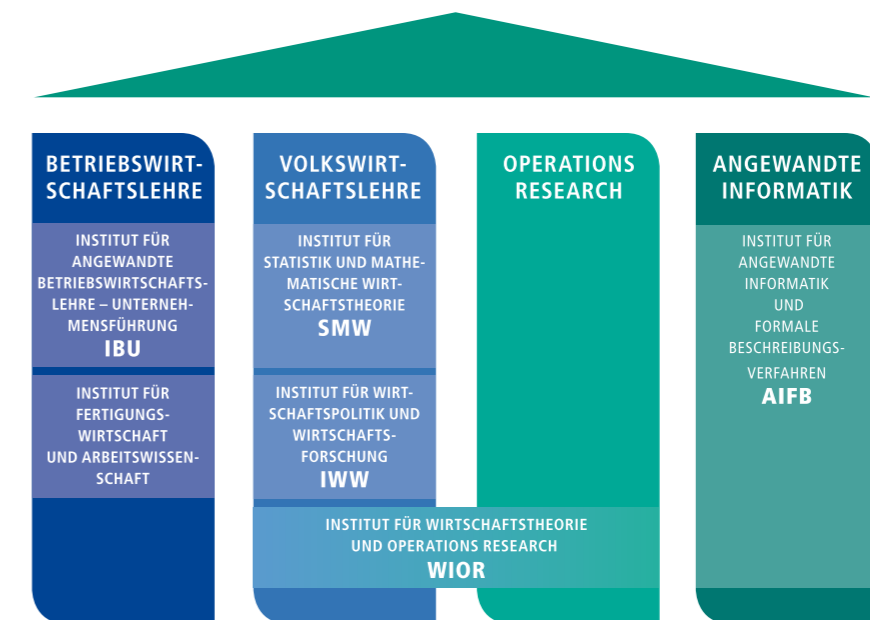 BETRIEBSWIRT-
SCHAFTSLEHRE
INSTITUT FÜR
ANGEWANDTE
BETRIEBSWIRTSCHAFTS-
LEHRE – UNTERNEH-
MENSFÜHRUNG
IBU
INSTITUT FÜR
FERTIGUNGS-
WIRTSCHAFT
UND ARBEITSWISSEN-
SCHAFT
VOLKSWIRT-
SCHAFTSLEHRE
INSTITUT FÜR
STATISTIK UND MATHE-
MATISCHE WIRT-
SCHAFTSTHEORIE
SMW
INSTITUT FÜR WIRT-
SCHAFTSPOLITIK UND
WIRTSCHAFTS-
FORSCHUNG
IWW
OPERATIONS
RESEARCH
INSTITUT FÜR WIRTSCHAFTSTHEORIE
UND OPERATIONS RESEARCH
WIOR
ANGEWANDTE
INFORMATIK
INSTITUT FÜR
ANGEWANDTE
INFORMATIK
UND
FORMALE
BESCHREIBUNGS-
VERFAHREN
AIFB